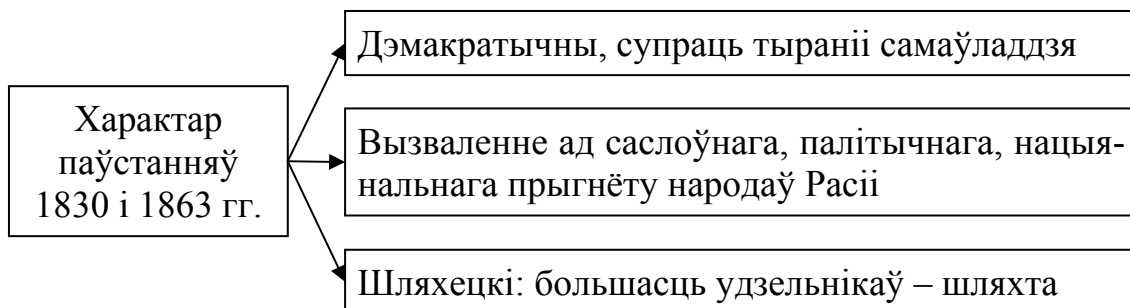 Характар
паўстанняў
1830 і 1863 гг.
Дэмакратычны, супраць тыраніі самаўладдзя
Вызваленне ад саслоўнага, палітычнага, нацыя-
нальнага прыгнёту народаў Расіі
Шляхецкі: большасць удзельнікаў – шляхта